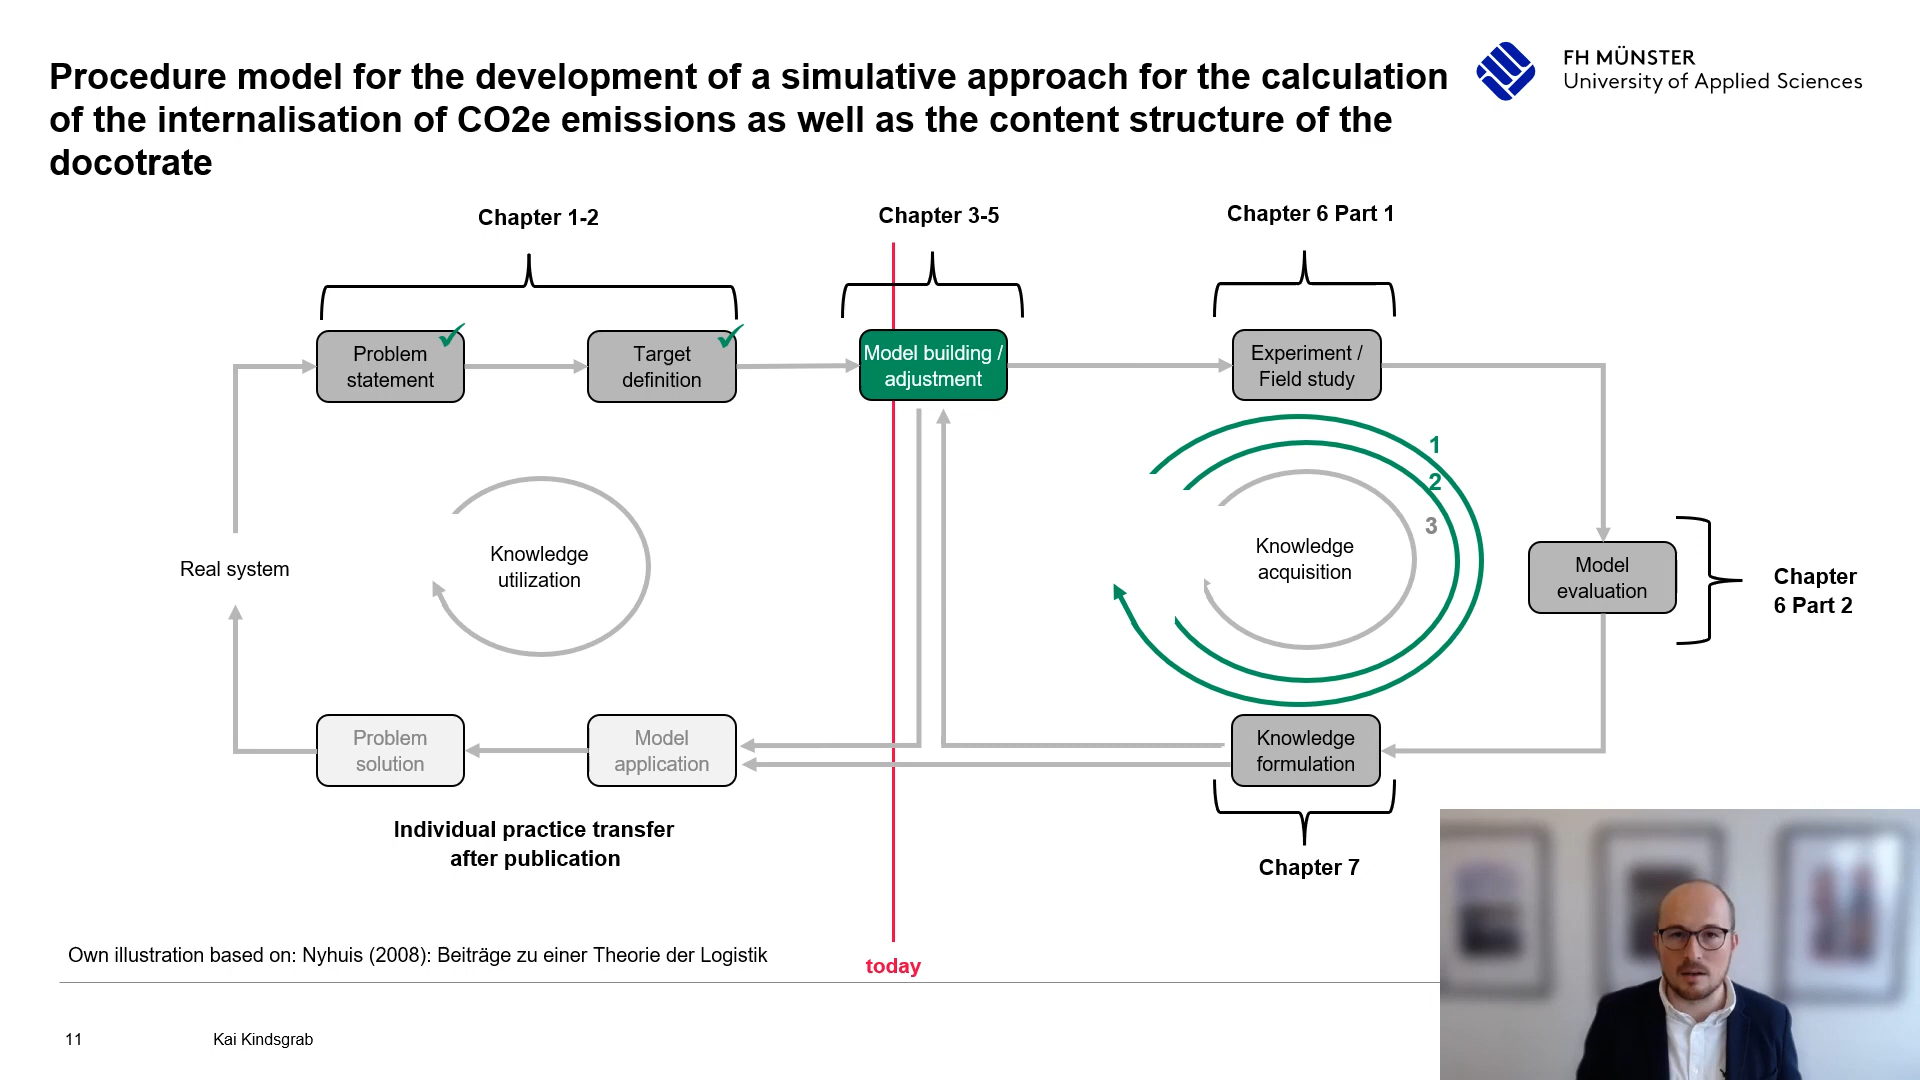 Procedure model for the development of a simulative approach for the calculation
of the internalisation of CO2e emissions as well as the content structure of the
docotrate
FH MÜNSTER
University of Applied Sciences
Chapter 1-2
Chapter 3-5
Chapter 6 Part 1
Problem
statement
Target
definition
Model building /
adjustment
Experiment /
Field study
1
2
3
Real system
Knowledge
utilization
Knowledge
acquisition
Model
evaluation
Chapter
6 Part 2
Problem
solution
Model
application
Knowledge
formulation
Individual practice transfer
after publication
Chapter 7
Own illustration based on: Nyhuis (2008): Beiträge zu einer Theorie der Logistik
today
11
Kai Kindsgrab